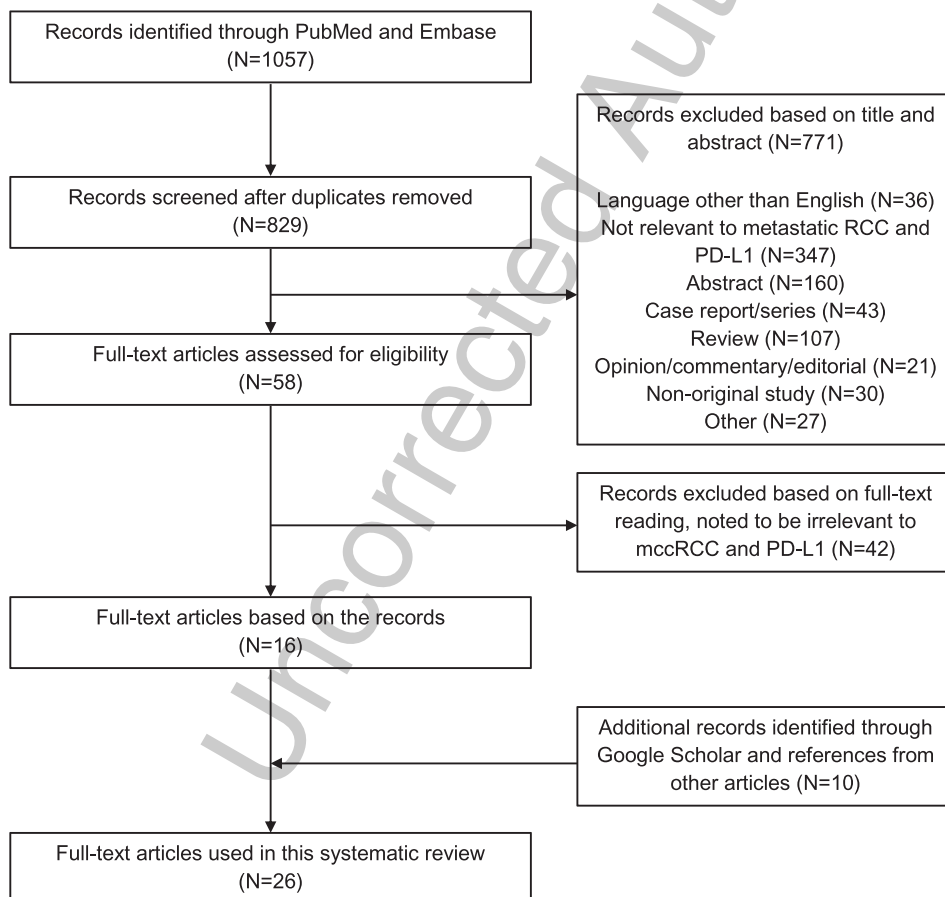 Records identified through PubMed and Embase
(N=1057)
Records excluded based on title and
abstract (N=771)
Language other than English (N=36)
Not relevant to metastatic RCC and
PD-L1 (N=347)
Abstract (N=160)
Case report/series (N=43)
Review (N=107)
Opinion/commentary/editorial (N=21)
Non-original study (N=30)
Other (N=27)
Records screened after duplicates removed
(N=829)
Full-text articles assessed for eligibility
(N=58)
Records excluded based on full-text
reading, noted to be irrelevant to
mccRCC and PD-L1 (N=42)
Full-text articles based on the records
(N=16)
Additional records identified through
Google Scholar and references from
other articles (N=10)
Full-text articles used in this systematic review
(N=26)
Uncorrected Au